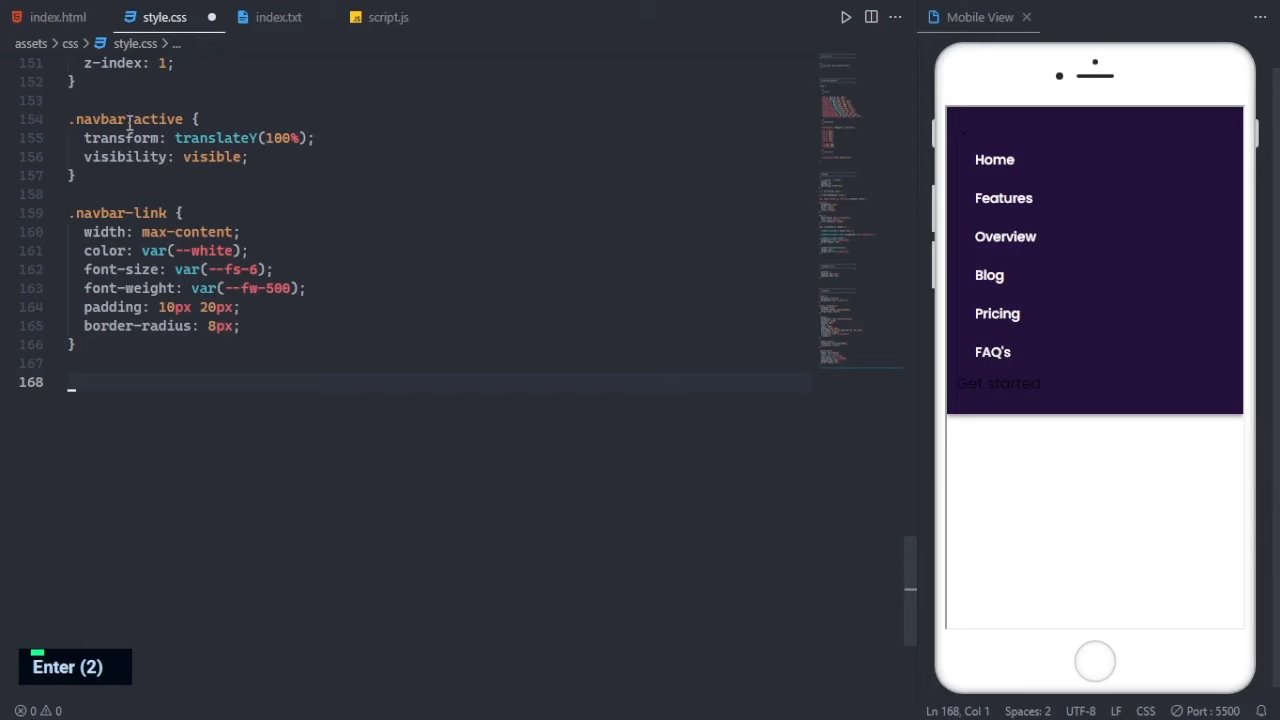 index.html
style.css
index.txt
script.js
Mobile View
assets > css > style.css > ...
151 z-index: 1;
152 }
153
154 .navbar.active {
155 transform: translateY(100%);
156 visibility: visible;
157 }
158
159 .navbar-link {
160 width: max-content;
161 color: var(--white);
162 font-size: var(--fs-6);
163 font-weight: var(--fw-500);
164 padding: 10px 20px;
165 border-radius: 8px;
166 }
167
168
Home
Features
Overview
Blog
Pricing
FAQ's
Get started
Enter (2)
0 0
Ln 168, Col 1 Spaces: 2 UTF-8 LF CSS Port : 5500